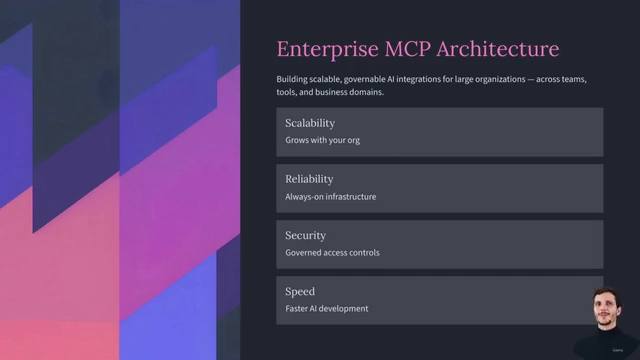 Enterprise MCP Architecture
Building scalable, governable AI integrations for large organizations — across teams,
tools, and business domains.
Scalability
Grows with your org
Reliability
Always-on infrastructure
Security
Governed access controls
Speed
Faster AI development